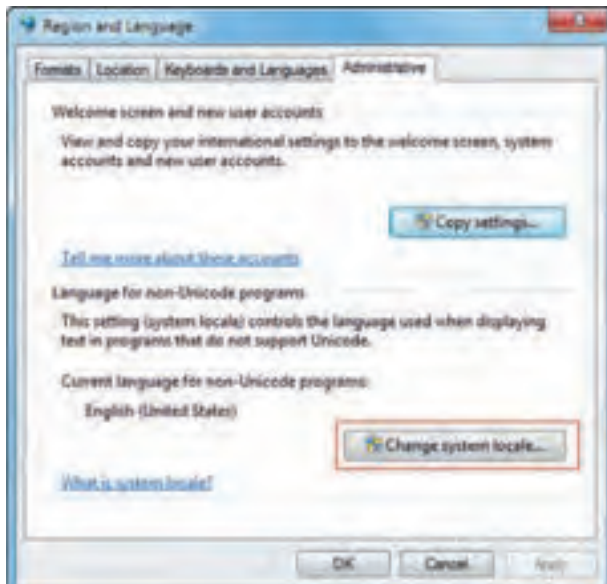 Region and Language
Formats Location Keyboards and Languages Administrative
Welcome screen and new user accounts
View and copy your international settings to the welcome screen, system
accounts and new user accounts.
Copy settings...
Tell me more about these accounts
Language for non-Unicode programs
This setting (system locale) controls the language used when displaying
text in programs that do not support Unicode.
Current language for non-Unicode programs:
English (United States)
Change system locale...
What is system locale?
OK Cancel Apply